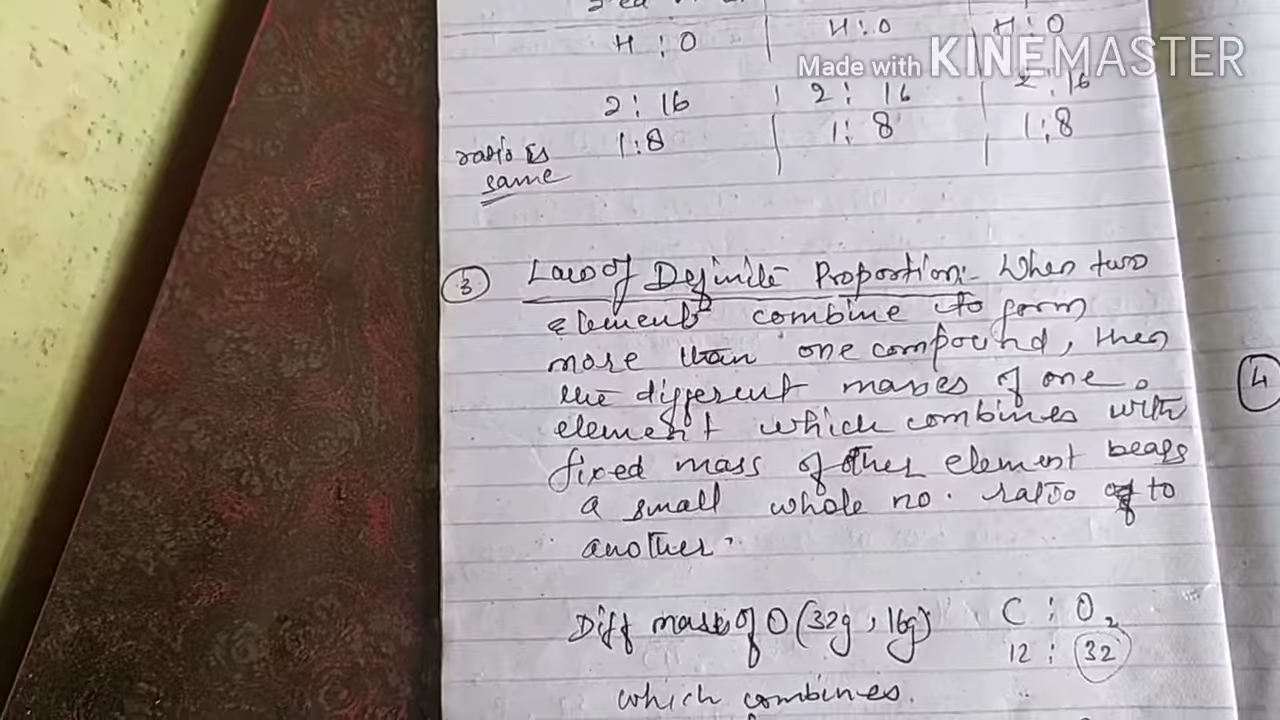 H : O | H : O | H : O
Made with KINEMASTER
2 : 16 | 2 : 16 | 2 : 16
1 : 8 | 1 : 8 | 1 : 8
ratio is
same
3 Law of Definite Proportion:- When two
elements combine to form
more than one compound, then
the different masses of one
element which combines with
fixed mass of other element bears
a small whole no. ratio to
another.
4
Diff mass of O (32g, 16g) C : O2
12 : 32
which combines.